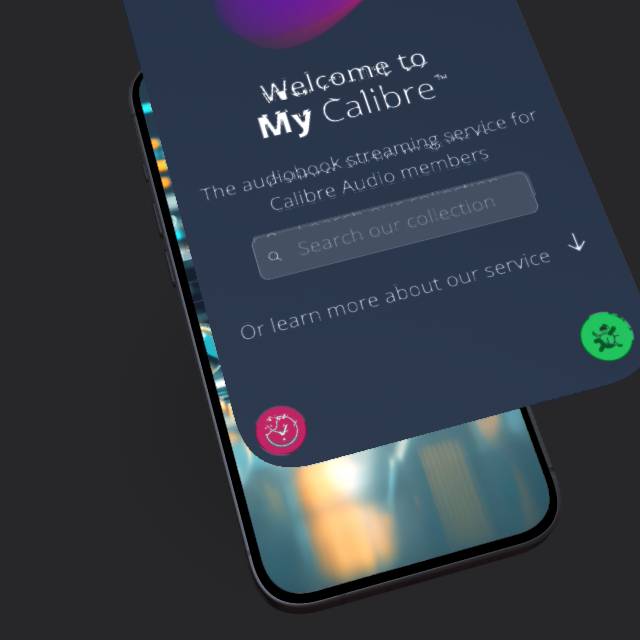 Welcome to
My Calibre™
The audiobook streaming service for
Calibre Audio members
Search our collection
Or learn more about our service